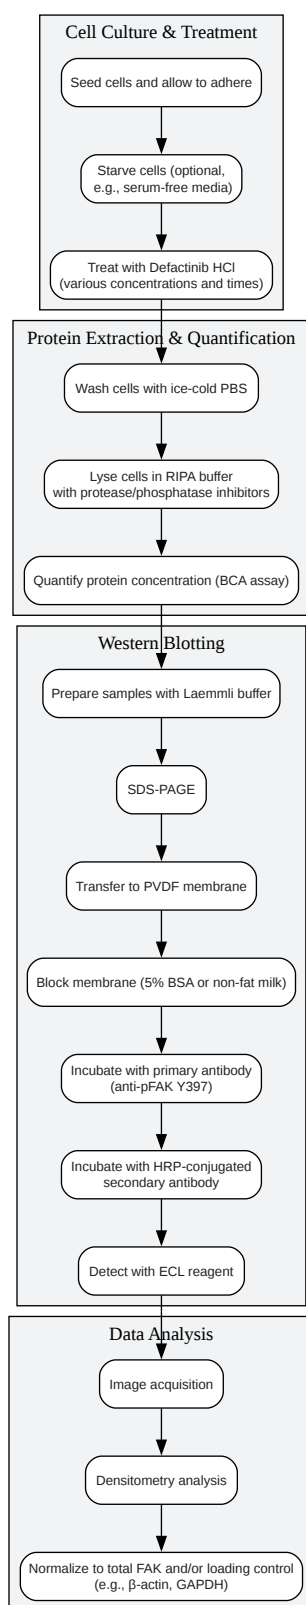 Cell Culture & Treatment
Seed cells and allow to adhere
Starve cells (optional,
e.g., serum-free media)
Treat with Defactinib HCl
(various concentrations and times)
Protein Extraction & Quantification
Wash cells with ice-cold PBS
Lyse cells in RIPA buffer
with protease/phosphatase inhibitors
Quantify protein concentration (BCA assay)
Western Blotting
Prepare samples with Laemmli buffer
SDS-PAGE
Transfer to PVDF membrane
Block membrane (5% BSA or non-fat milk)
Incubate with primary antibody
(anti-pFAK Y397)
Incubate with HRP-conjugated
secondary antibody
Detect with ECL reagent
Data Analysis
Image acquisition
Densitometry analysis
Normalize to total FAK and/or loading control
(e.g., β-actin, GAPDH)